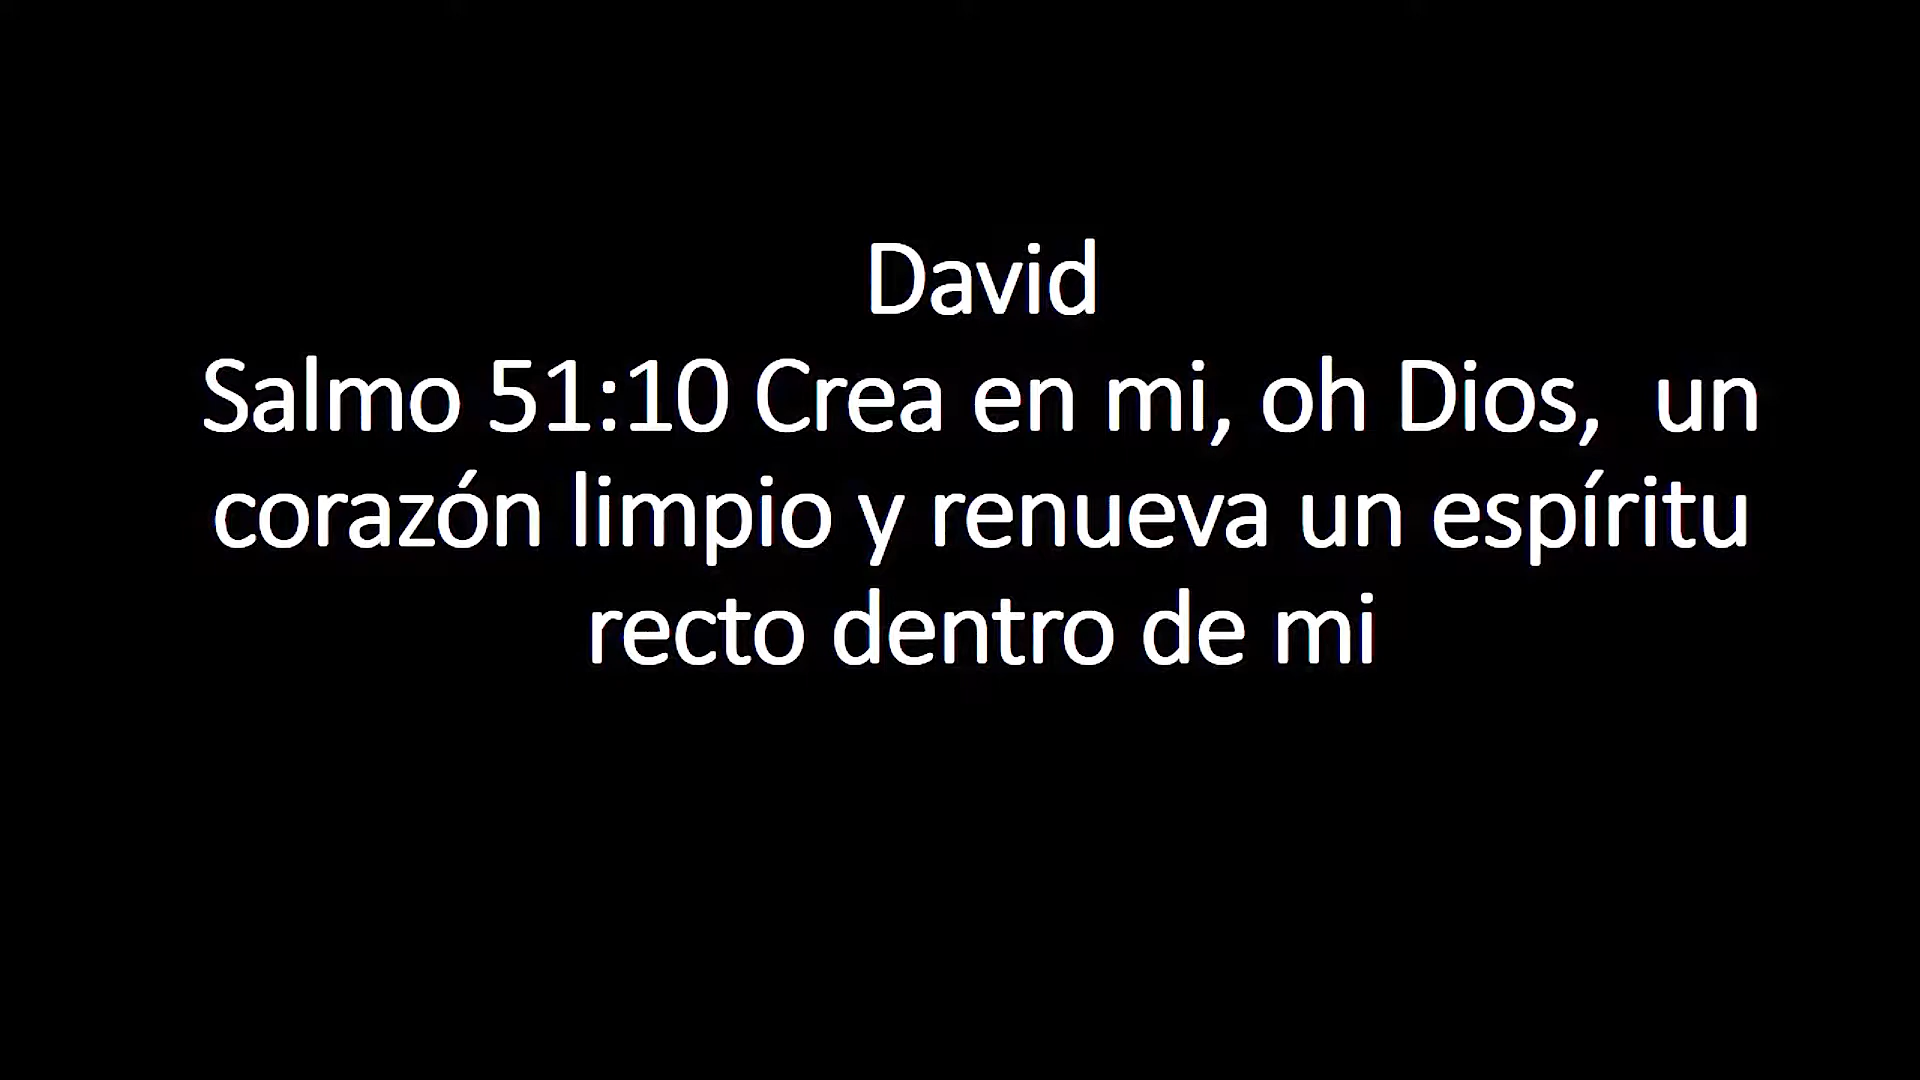 David
Salmo 51:10 Crea en mi, oh Dios,  un
corazón limpio y renueva un espíritu
recto dentro de mi